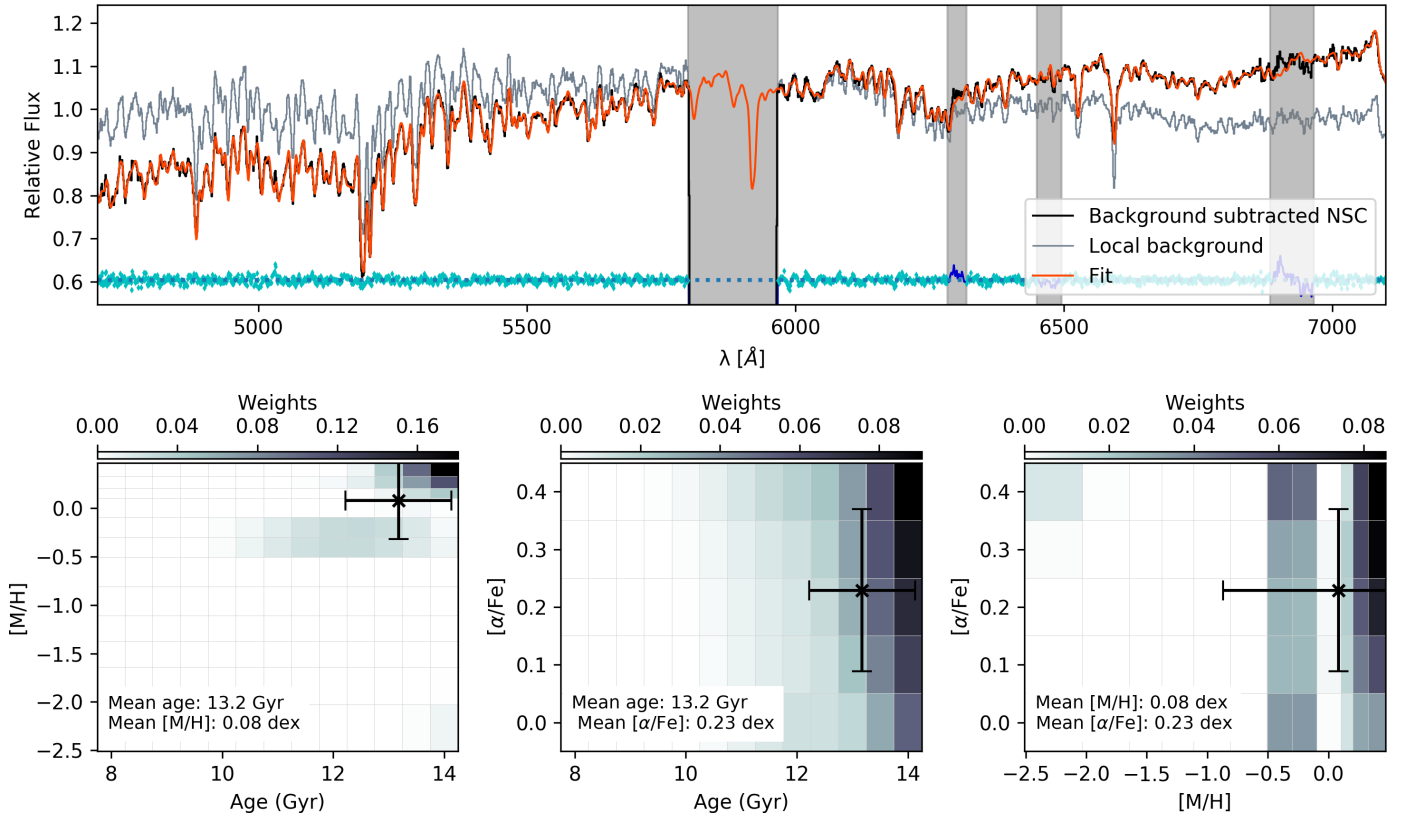 1.2
1.1
1.0
0.9
0.8
0.7
0.6
Relative Flux
Background subtracted NSC
Local background
Fit
5000 5500 6000 6500 7000
λ [Å]
Weights
0.00 0.04 0.08 0.12 0.16
0.0
−0.5
−1.0
−1.5
−2.0
−2.5
[M/H]
Mean age: 13.2 Gyr
Mean [M/H]: 0.08 dex
8 10 12 14
Age (Gyr)
Weights
0.00 0.02 0.04 0.06 0.08
0.4
0.3
0.2
0.1
0.0
[α/Fe]
Mean age: 13.2 Gyr
Mean [α/Fe]: 0.23 dex
8 10 12 14
Age (Gyr)
Weights
0.00 0.02 0.04 0.06 0.08
0.4
0.3
0.2
0.1
0.0
[α/Fe]
Mean [M/H]: 0.08 dex
Mean [α/Fe]: 0.23 dex
−2.5 −2.0 −1.5 −1.0 −0.5 0.0
[M/H]